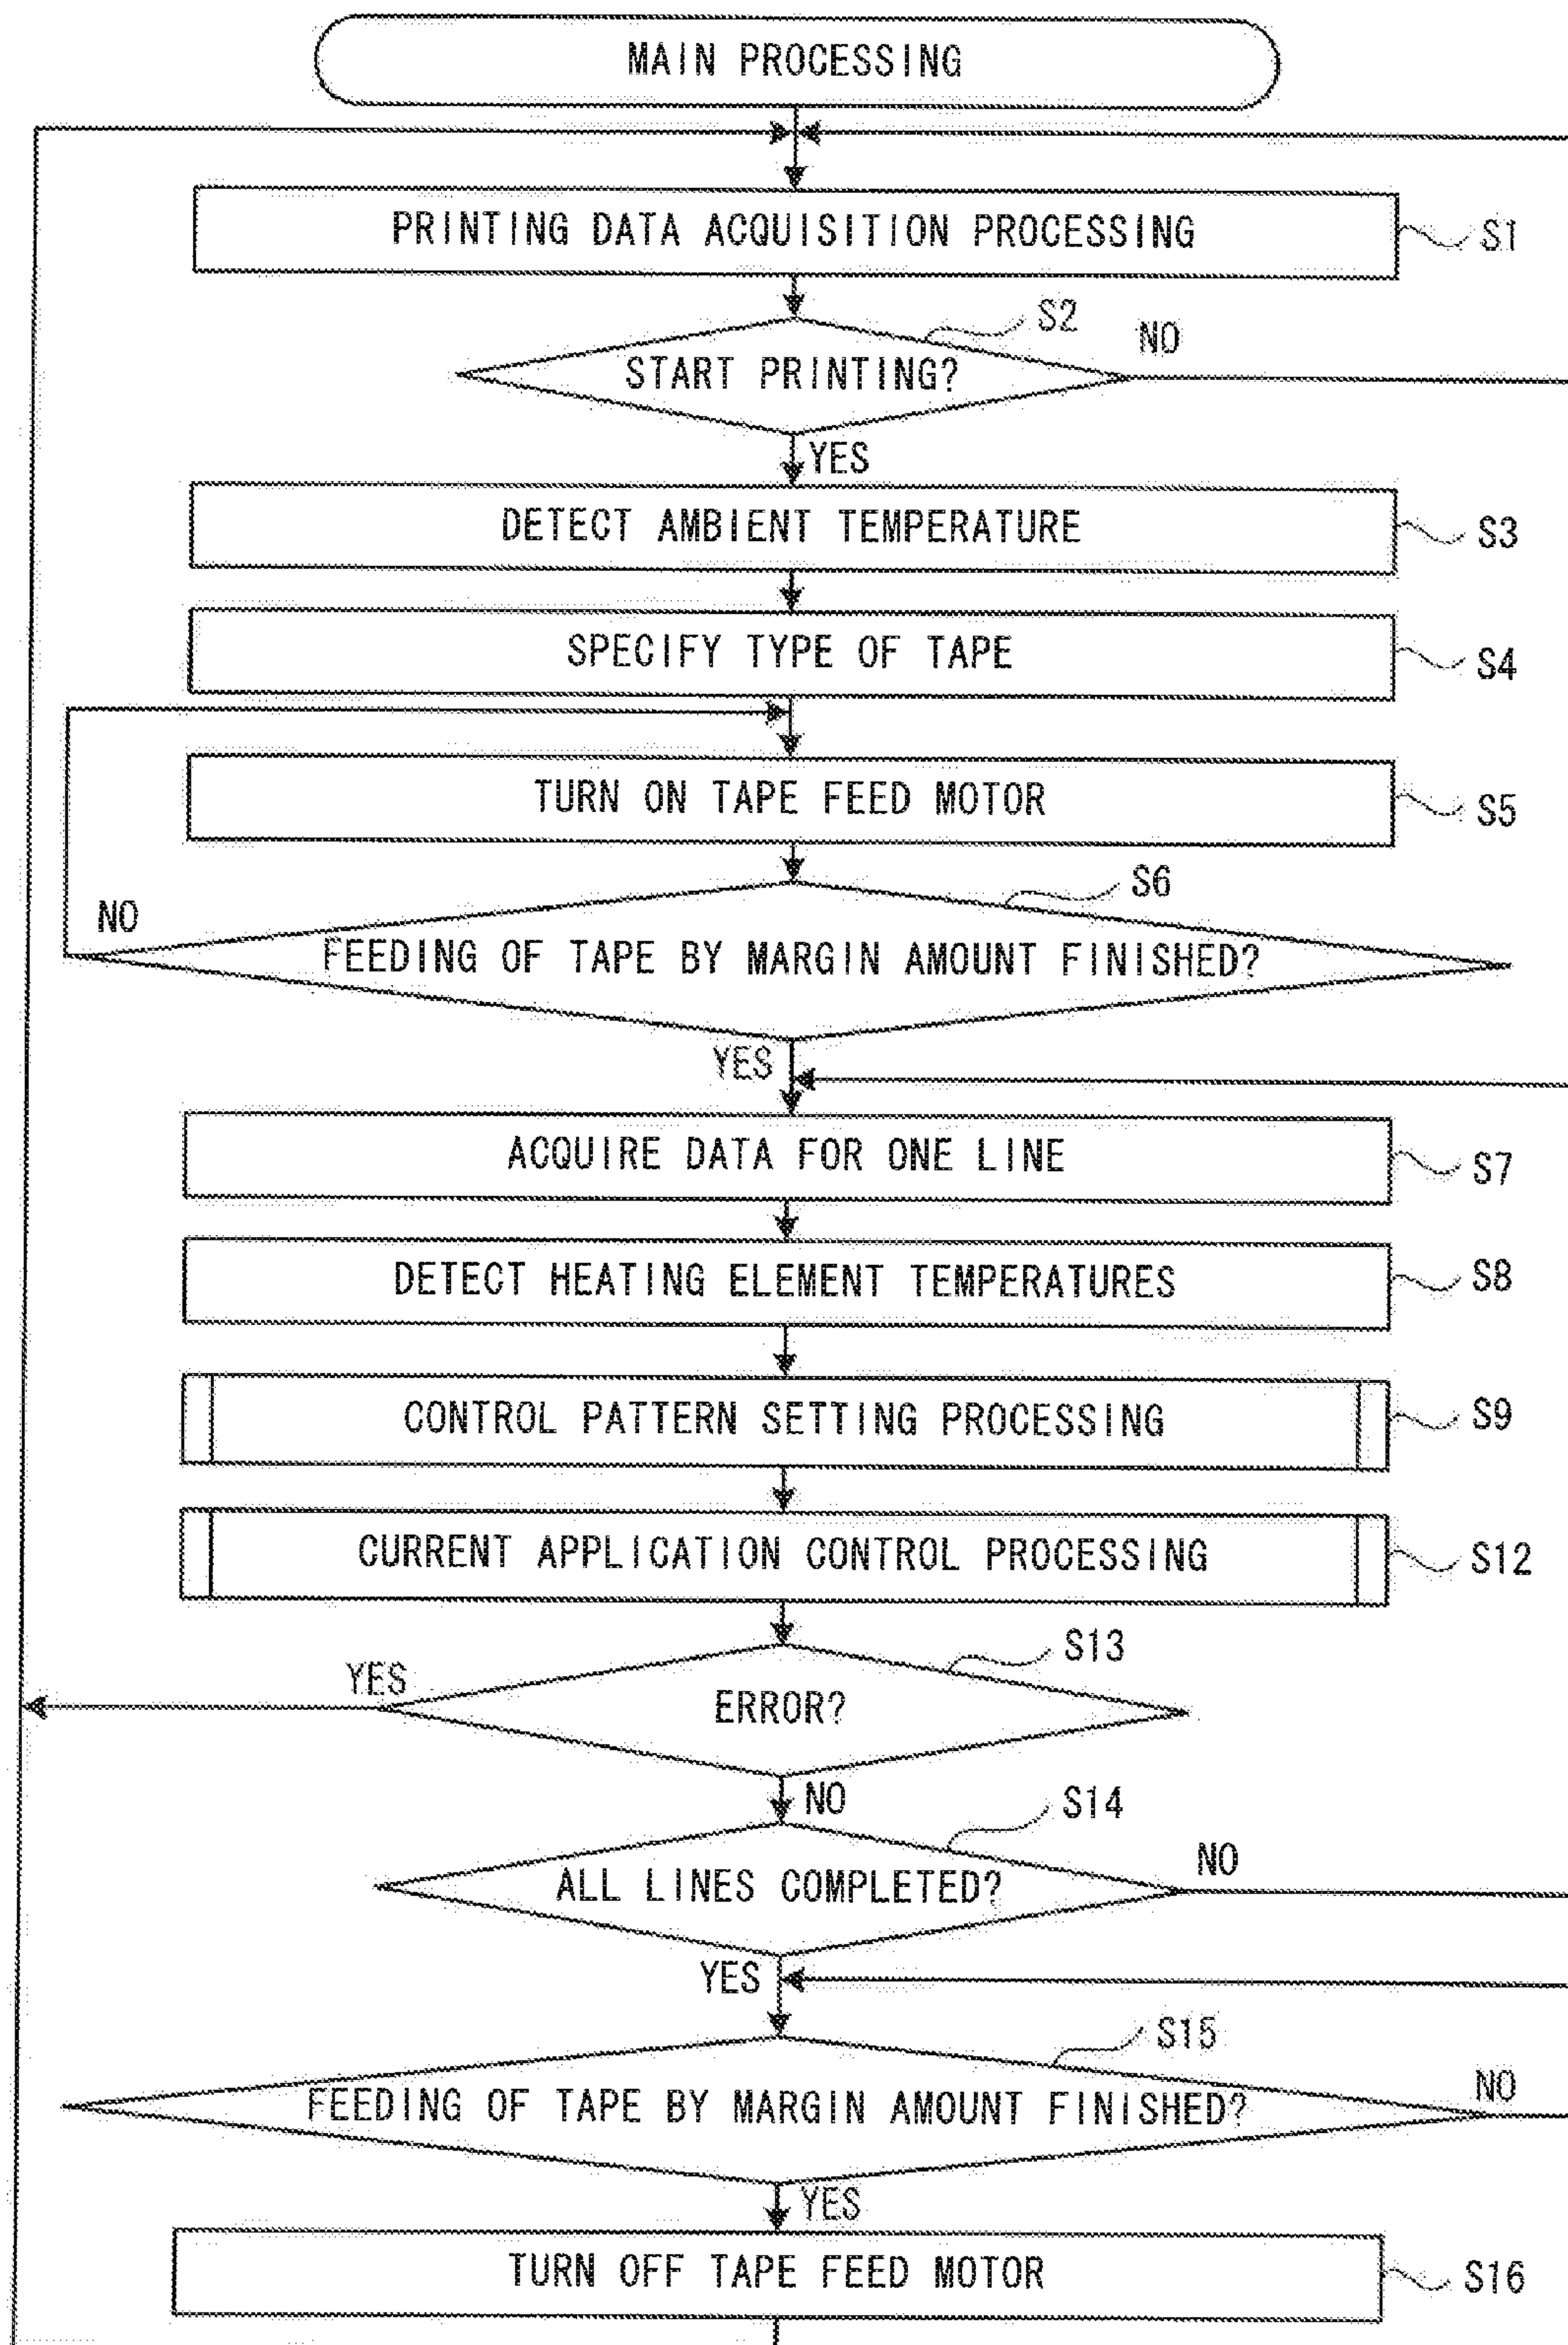 MAIN PROCESSING
PRINTING DATA ACQUISITION PROCESSING
S1
S2
START PRINTING?
NO
YES
DETECT AMBIENT TEMPERATURE
S3
SPECIFY TYPE OF TAPE
S4
TURN ON TAPE FEED MOTOR
S5
S6
NO
FEEDING OF TAPE BY MARGIN AMOUNT FINISHED?
YES
ACQUIRE DATA FOR ONE LINE
S7
DETECT HEATING ELEMENT TEMPERATURES
S8
CONTROL PATTERN SETTING PROCESSING
S9
CURRENT APPLICATION CONTROL PROCESSING
S12
S13
YES
ERROR?
NO
S14
ALL LINES COMPLETED?
NO
YES
S15
FEEDING OF TAPE BY MARGIN AMOUNT FINISHED?
NO
YES
TURN OFF TAPE FEED MOTOR
S16